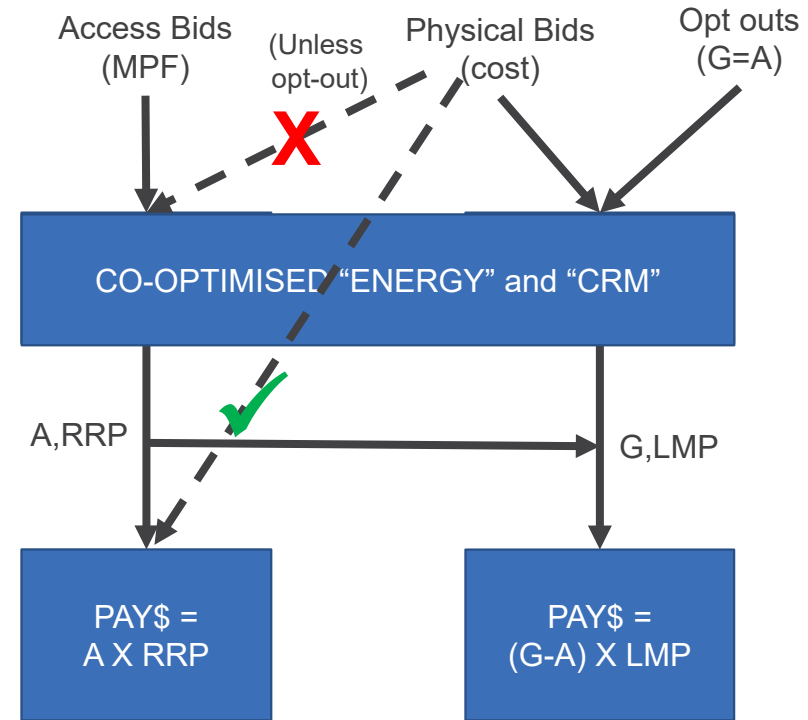 Access Bids
(MPF)
(Unless
opt-out)
Physical Bids
(cost)
Opt outs
(G=A)
X
CO-OPTIMISED “ENERGY” and “CRM”
A,RRP
G,LMP
PAY$ =
A X RRP
PAY$ =
(G-A) X LMP